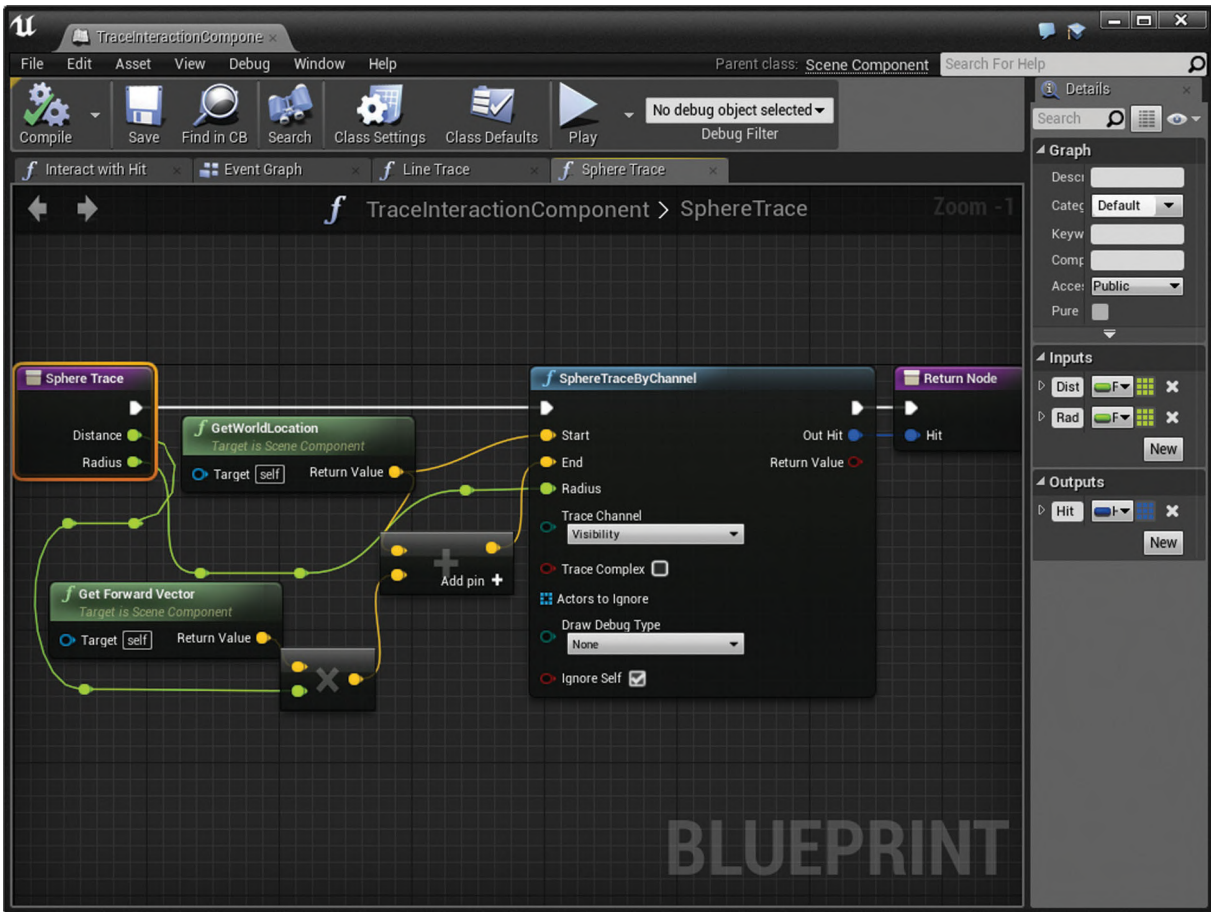 TraceInteractionCompone
File Edit Asset View Debug Window Help
Parent class: Scene Component
Search For Help
Compile
Save
Find in CB
Search
Class Settings
Class Defaults
Play
No debug object selected
Debug Filter
Interact with Hit
Event Graph
Line Trace
Sphere Trace
TraceInteractionComponent > SphereTrace
Zoom -1
Sphere Trace
Distance
Radius
GetWorldLocation
Target is Scene Component
Target self
Return Value
Get Forward Vector
Target is Scene Component
Target self
Return Value
Add pin +
SphereTraceByChannel
Start
End
Radius
Trace Channel
Visibility
Trace Complex
Actors to Ignore
Draw Debug Type
None
Ignore Self
Out Hit
Return Value
Return Node
Hit
BLUEPRINT
Details
Search
Graph
Descr
Categ Default
Keyw
Comp
Acces Public
Pure
Inputs
Dist F
Rad F
New
Outputs
Hit H
New